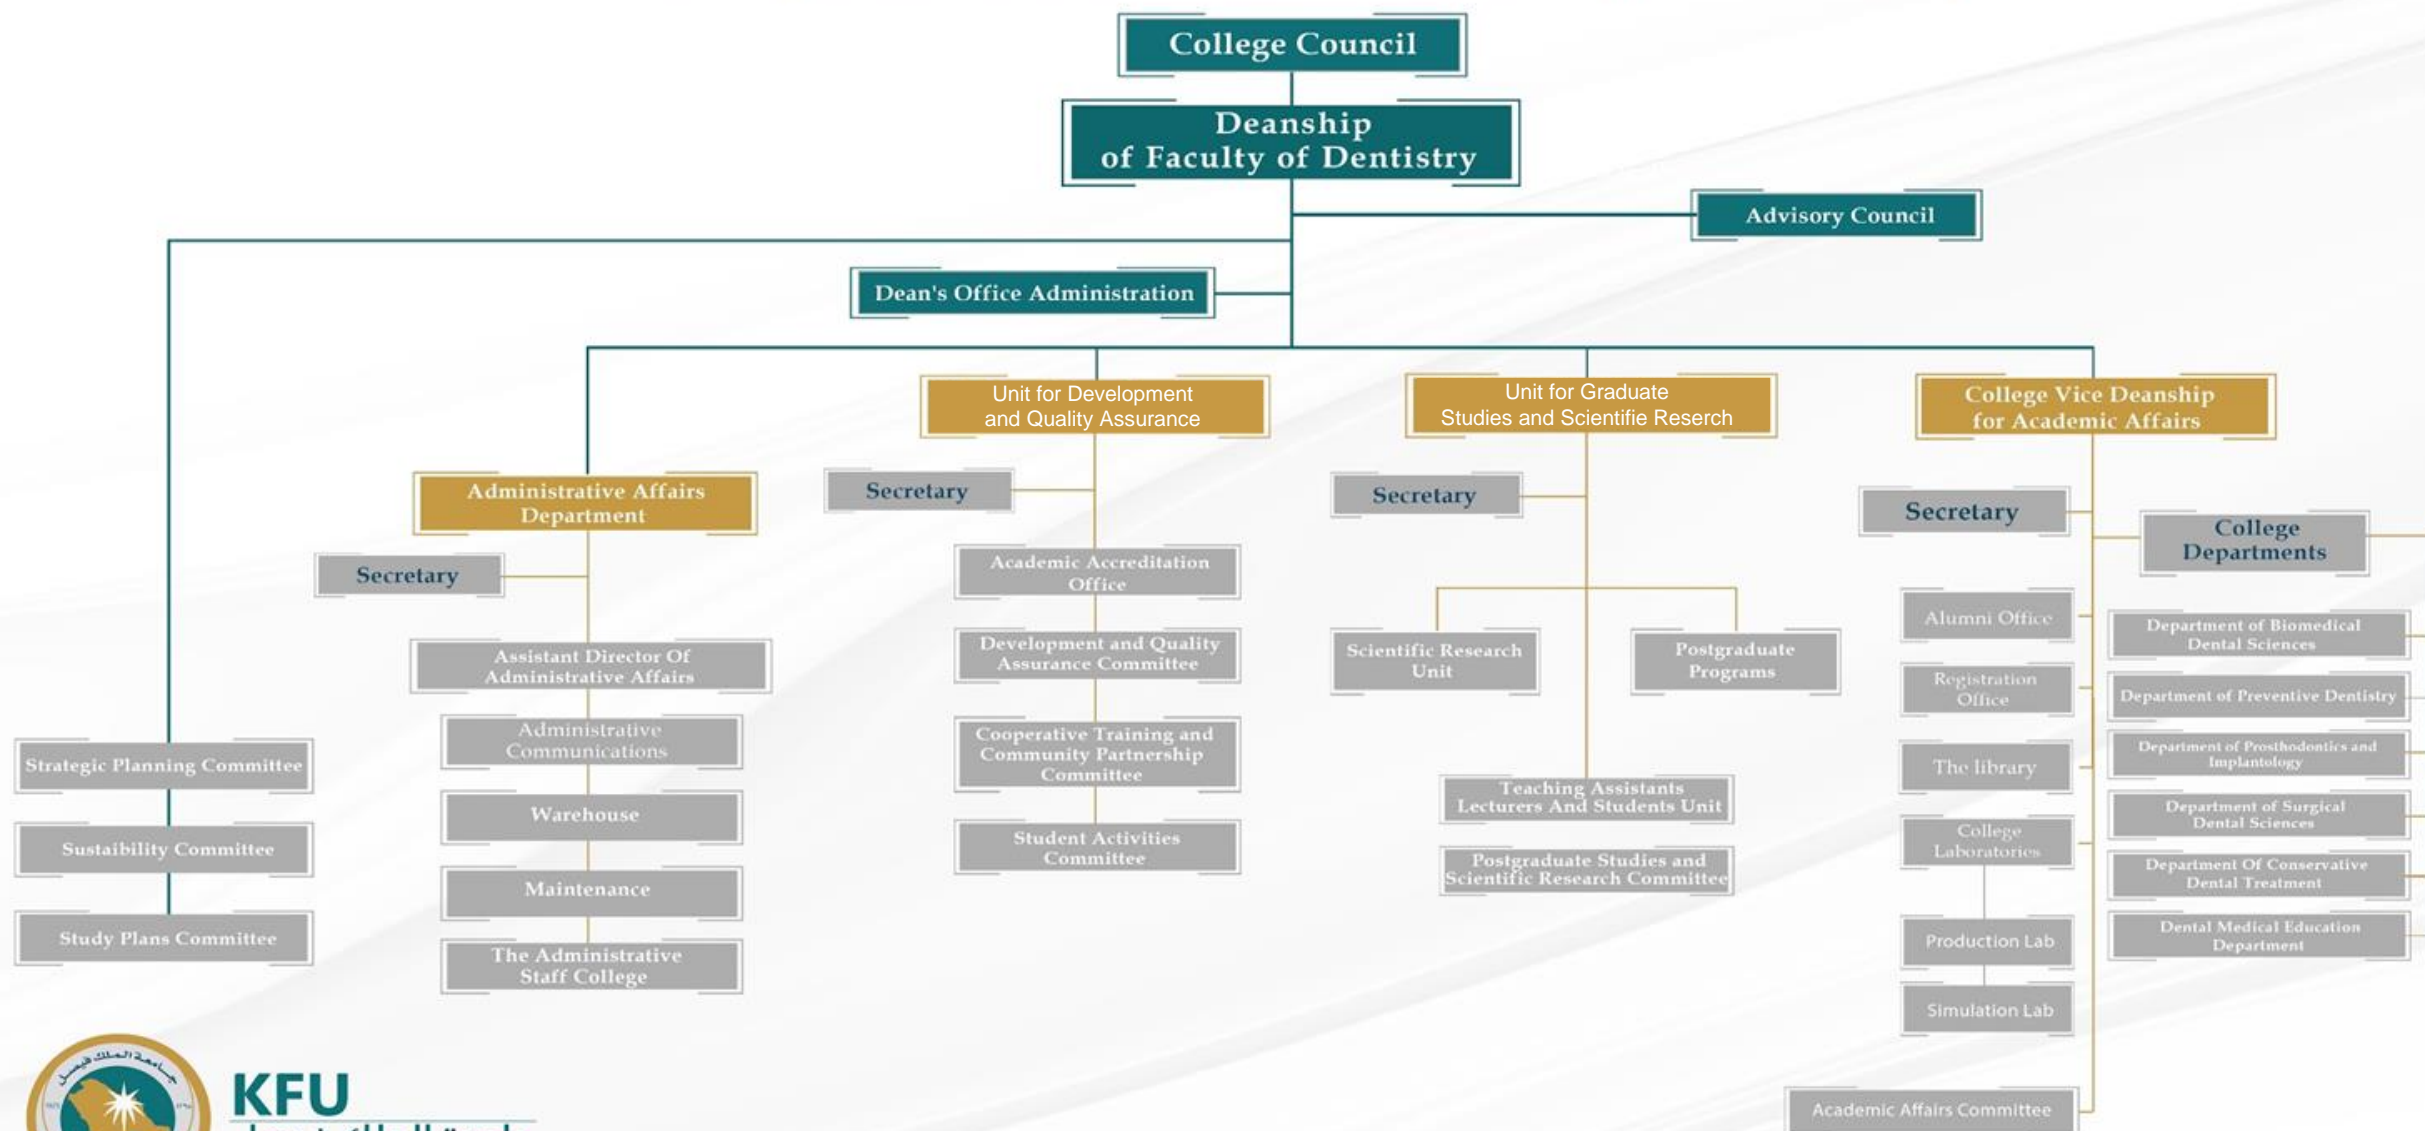 College Council
Deanship
of Faculty of Dentistry
Advisory Council
Dean's Office Administration
Unit for Development
and Quality Assurance
Unit for Graduate
Studies and Scientifie Reserch
College Vice Deanship
for Academic Affairs
Administrative Affairs
Department
Secretary
Secretary
Secretary
Secretary
College
Departments
Strategic Planning Committee
Sustaibility Committee
Study Plans Committee
Assistant Director Of
Administrative Affairs
Administrative
Communications
Warehouse
Maintenance
The Administrative
Staff College
Academic Accreditation
Office
Development and Quality
Assurance Committee
Cooperative Training and
Community Partnership
Committee
Student Activities
Committee
Scientific Research
Unit
Postgraduate
Programs
Teaching Assistants
Lecturers And Students Unit
Postgraduate Studies and
Scientific Research Committee
Alumni Office
Registration
Office
The library
College
Laboratories
Production Lab
Simulation Lab
Academic Affairs Committee
Department of Biomedical
Dental Sciences
Department of Preventive Dentistry
Department of Prosthodontics and
Implantology
Department of Surgical
Dental Sciences
Department Of Conservative
Dental Treatment
Dental Medical Education
Department
جامعة الملك فيصل
KFU